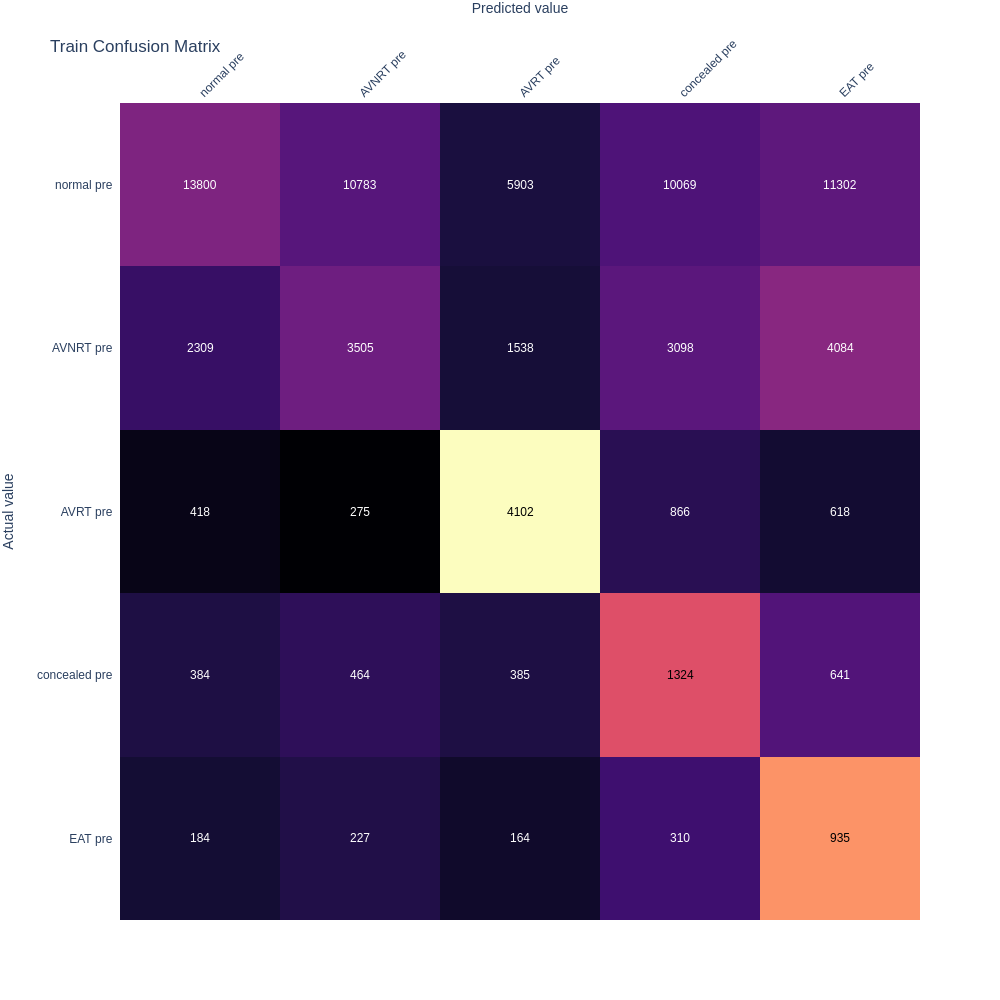 Predicted value
Train Confusion Matrix
normal pre
AVNRT pre
AVRT pre
concealed pre
EAT pre
normal pre 13800 10783 5903 10069 11302
AVNRT pre 2309 3505 1538 3098 4084
Actual value
AVRT pre 418 275 4102 866 618
concealed pre 384 464 385 1324 641
EAT pre 184 227 164 310 935